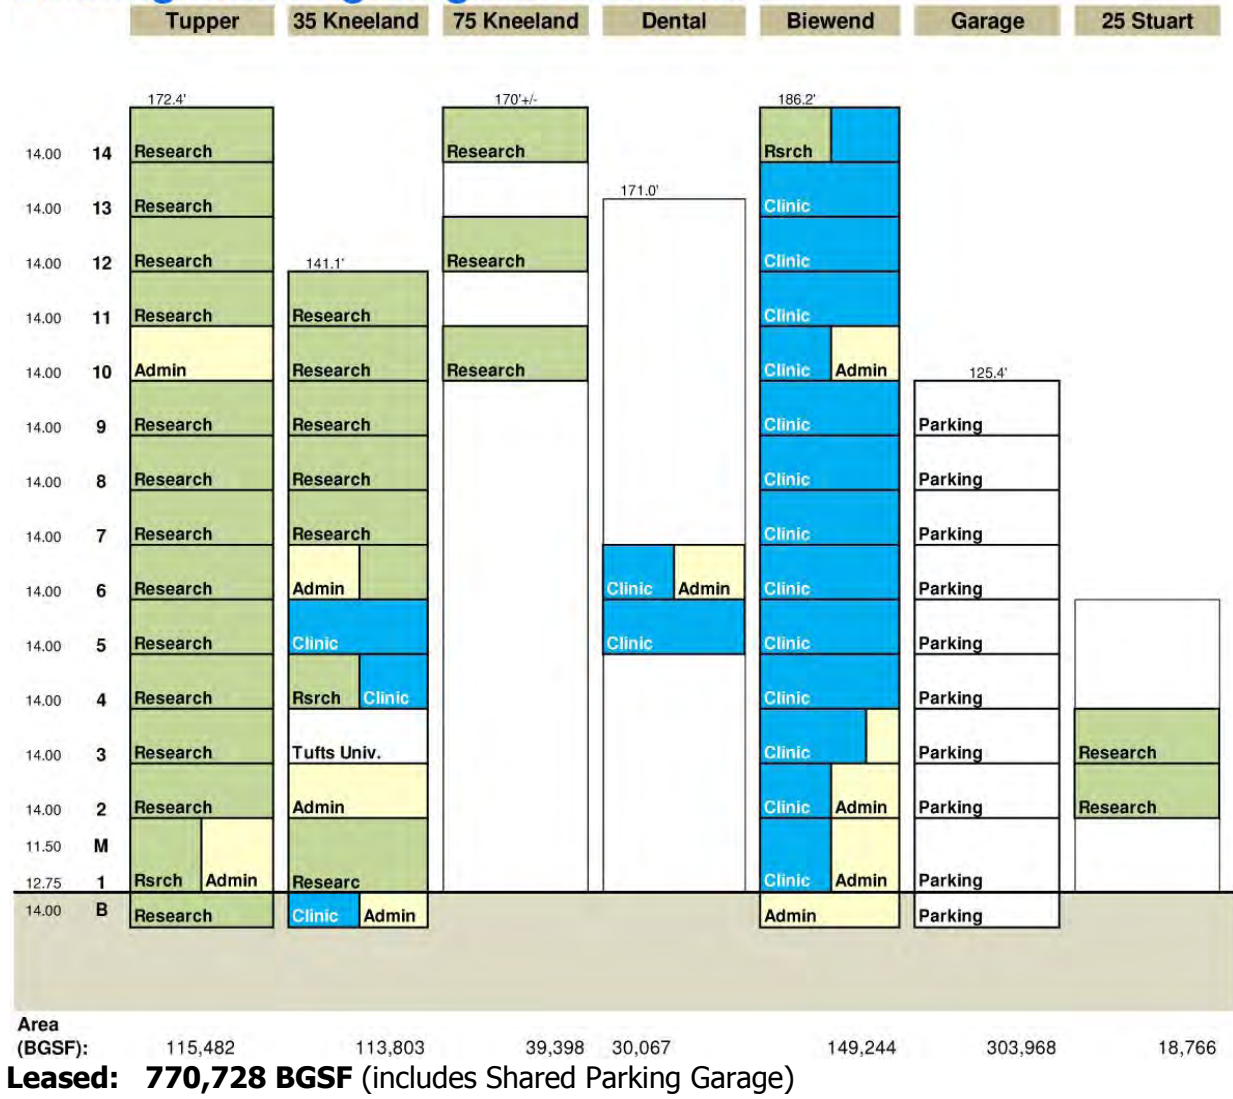 Tupper 35 Kneeland 75 Kneeland Dental Biewend Garage 25 Stuart
172.4' 170'+/- 186.2'
14.00 14 Research Research Rsrch
171.0'
14.00 13 Research Clinic
141.1'
14.00 12 Research Research Clinic
14.00 11 Research Research Clinic
125.4'
14.00 10 Admin Research Research Clinic Admin
14.00 9 Research Research Clinic Parking
14.00 8 Research Research Clinic Parking
14.00 7 Research Research Clinic Parking
14.00 6 Research Admin Clinic Admin Clinic Parking
14.00 5 Research Clinic Clinic Clinic Parking
14.00 4 Research Rsrch Clinic Clinic Parking
14.00 3 Research Tufts Univ. Clinic Parking Research
14.00 2 Research Admin Clinic Admin Parking Research
11.50 M
12.75 1 Rsrch Admin Researc Clinic Admin Parking
14.00 B Research Clinic Admin Admin Parking
Area
(BGSF): 115,482 113,803 39,398 30,067 149,244 303,968 18,766
Leased: 770,728 BGSF (includes Shared Parking Garage)